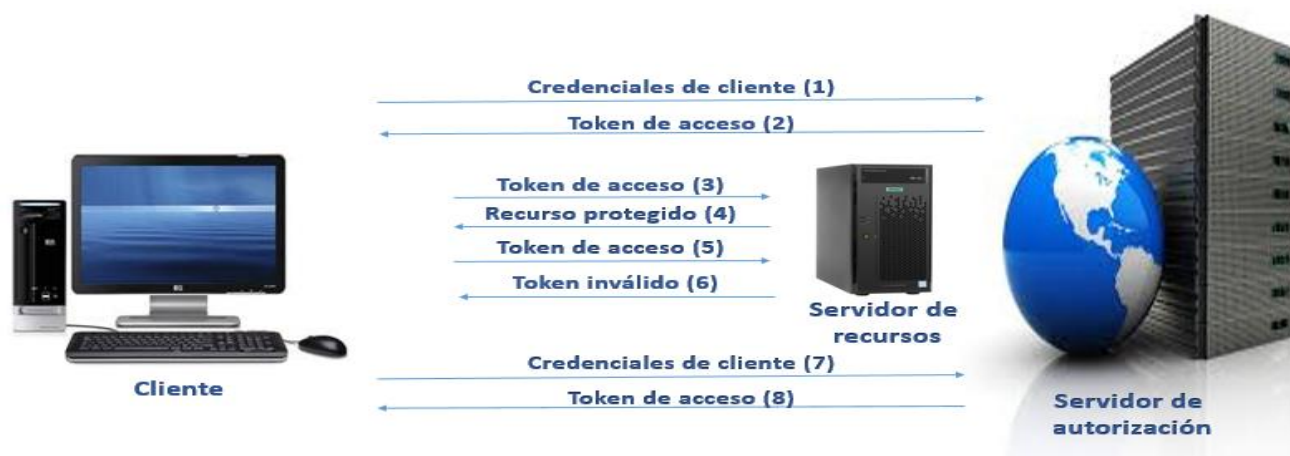 Credenciales de cliente (1)
Token de acceso (2)
Token de acceso (3)
Recurso protegido (4)
Token de acceso (5)
Token inválido (6)
Servidor de
recursos
Credenciales de cliente (7)
Token de acceso (8)
Cliente
Servidor de
autorización